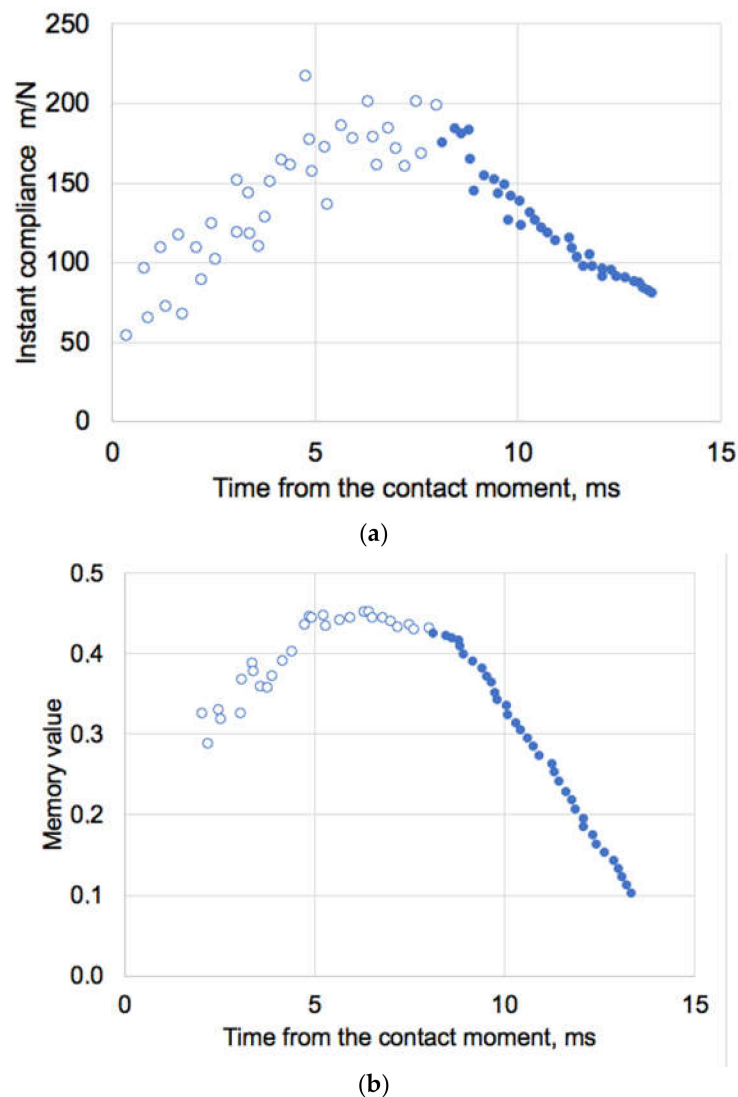 250
200
150
100
50
0
Instant compliance m/N
0 5 10 15
Time from the contact moment, ms
(a)
0.5
0.4
0.3
0.2
0.1
0.0
Memory value
0 5 10 15
Time from the contact moment, ms
(b)